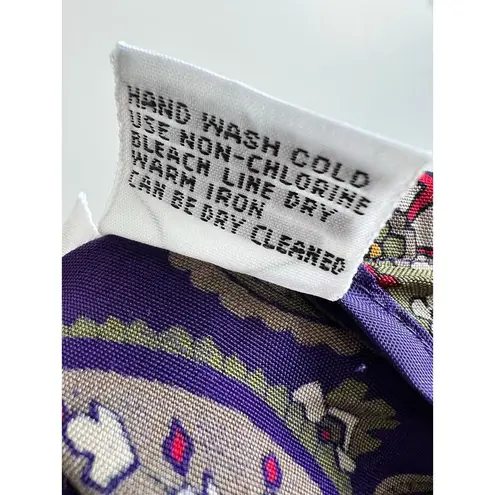 HAND WASH COLD
USE NON-CHLORINE
BLEACH LINE DRY
WARM IRON
CAN BE DRY CLEANED